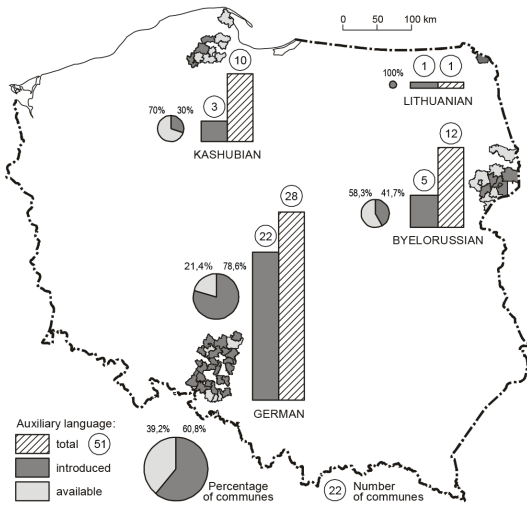 0 50 100 km
10
3
70% 30%
KASHUBIAN
1 1
100%
LITHUANIAN
12
5
58,3% 41,7%
BYELORUSSIAN
28
22
21,4% 78,6%
GERMAN
Auxiliary language:
total 51
introduced
available
39,2% 60,8%
Percentage
of communes
22 Number
of communes